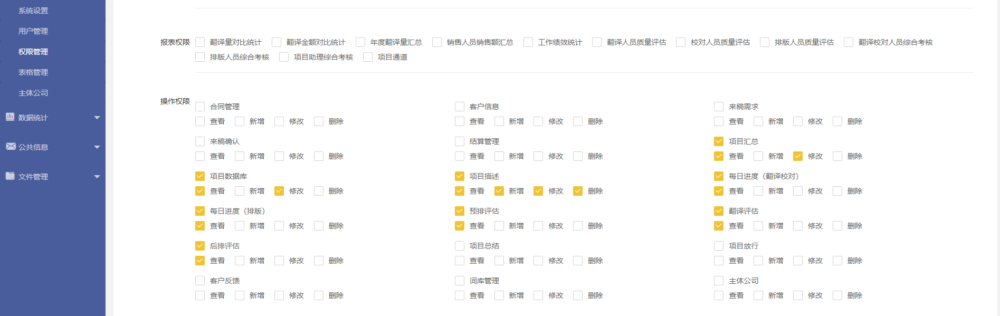 系统设置
用户管理
权限管理
表格管理
主体公司
数据统计
公共信息
文件管理
报表权限 翻译量对比统计 翻译金额对比统计 年度翻译量汇总 销售人员销售额汇总 工作绩效统计 翻译人员质量评估 校对人员质量评估 排版人员质量评估 翻译校对人员综合考核
排版人员综合考核 项目助理综合考核 项目通道
操作权限
合同管理 客户信息 来稿需求
查看 新增 修改 删除 查看 新增 修改 删除 查看 新增 修改 删除
来稿确认 结算管理 项目汇总
查看 新增 修改 删除 查看 新增 修改 删除 查看 新增 修改 删除
项目数据库 项目描述 每日进度（翻译校对）
查看 新增 修改 删除 查看 新增 修改 删除 查看 新增 修改 删除
每日进度（排版） 预排评估 翻译评估
查看 新增 修改 删除 查看 新增 修改 删除 查看 新增 修改 删除
后排评估 项目总结 项目放行
查看 新增 修改 删除 查看 新增 修改 删除 查看 新增 修改 删除
客户反馈 词库管理 主体公司
查看 新增 修改 删除 查看 新增 修改 删除 查看 新增 修改 删除